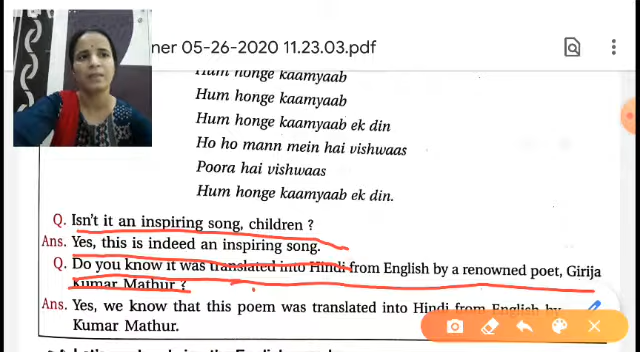 ner 05-26-2020 11.23.03.pdf
Hum honge kaamyaab
Hum honge kaamyaab
Hum honge kaamyaab ek din
Ho ho mann mein hai vishwaas
Poora hai vishwaas
Hum honge kaamyaab ek din.
Q. Isn't it an inspiring song, children ?
Ans. Yes, this is indeed an inspiring song.
Q. Do you know it was translated into Hindi from English by a renowned poet, Girija
Kumar Mathur ?
Ans. Yes, we know that this poem was translated into Hindi from English by
Kumar Mathur.